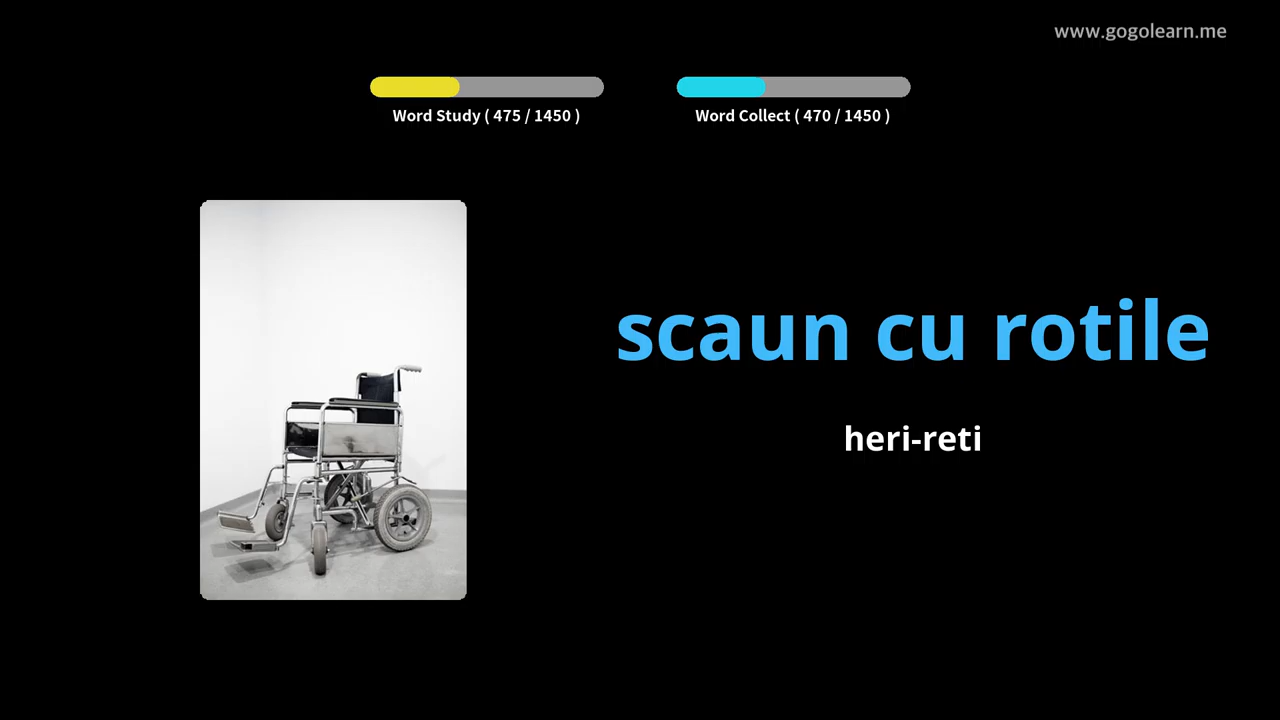 www.gogolearn.me
Word Study ( 475 / 1450 )
Word Collect ( 470 / 1450 )
scaun cu rotile
heri-reti